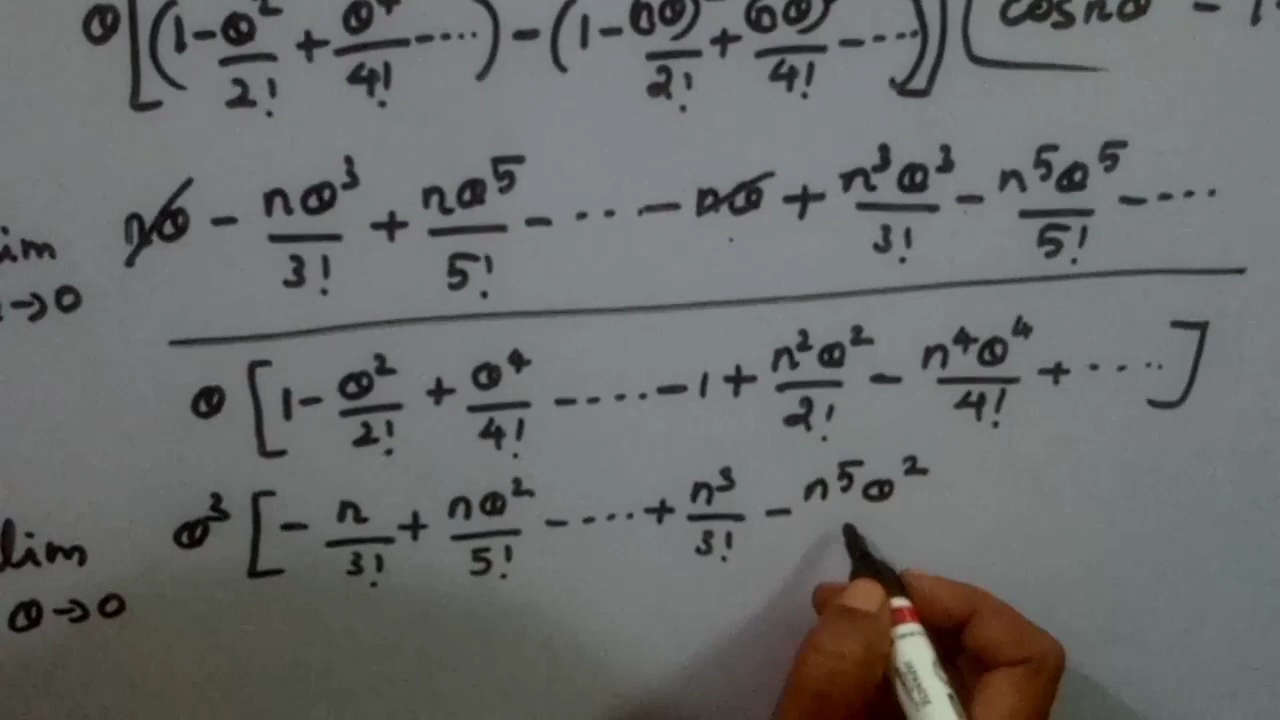 θ[(1-θ²/2!+θ⁴/4!-....)-(1-(nθ)²/2!+(nθ)⁴/4!-....)] cosnθ - 1
nθ - nθ³/3! + nθ⁵/5! - ... - nθ + n³θ³/3! - n⁵θ⁵/5! - ....
im
→0
θ[1-θ²/2! + θ⁴/4! - .... - 1 + n²θ²/2! - n⁴θ⁴/4! + .....]
lim θ³[-n/3! + nθ²/5! - .... + n³/3! - n⁵θ²
θ→0